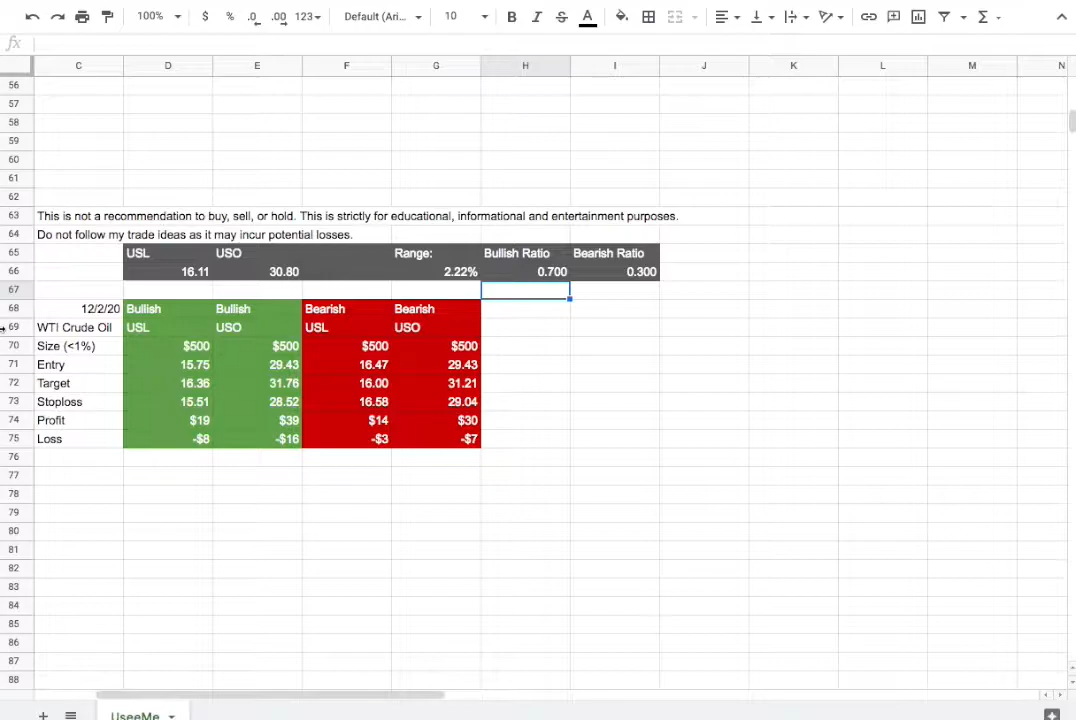 100% $ % .0 .00 123 Default (Ari... 10 B I S A
fx
C D E F G H I J K L M N
56
57
58
59
60
61
62
63 This is not a recommendation to buy, sell, or hold. This is strictly for educational, informational and entertainment purposes.
64 Do not follow my trade ideas as it may incur potential losses.
65 USL USO Range: Bullish Ratio Bearish Ratio
66 16.11 30.80 2.22% 0.700 0.300
67
68 12/2/20 Bullish Bullish Bearish Bearish
69 WTI Crude Oil USL USO USL USO
70 Size (<1%) $500 $500 $500 $500
71 Entry 15.75 29.43 16.47 29.43
72 Target 16.36 31.76 16.00 31.21
73 Stoploss 15.51 28.52 16.58 29.04
74 Profit $19 $39 $14 $30
75 Loss -$8 -$16 -$3 -$7
76
77
78
79
80
81
82
83
84
85
86
87
88
UseeMe